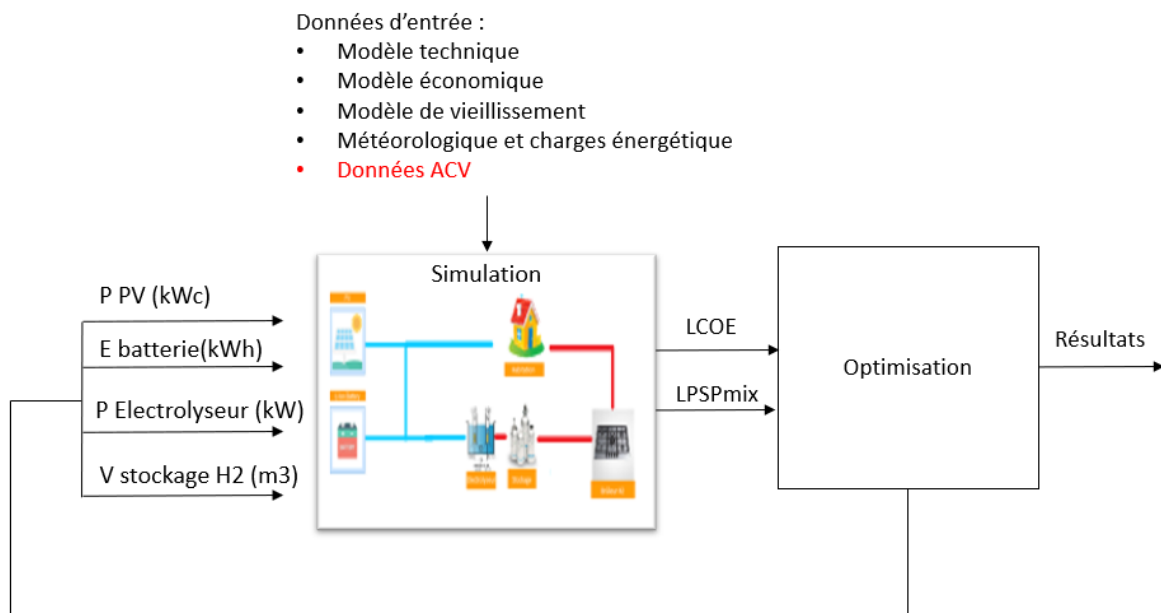 Données d'entrée :
• Modèle technique
• Modèle économique
• Modèle de vieillissement
• Météorologique et charges énergétique
• Données ACV
Simulation
P PV (kWc)
E batterie(kWh)
P Electrolyseur (kW)
V stockage H2 (m3)
LCOE
LPSPmix
Optimisation
Résultats